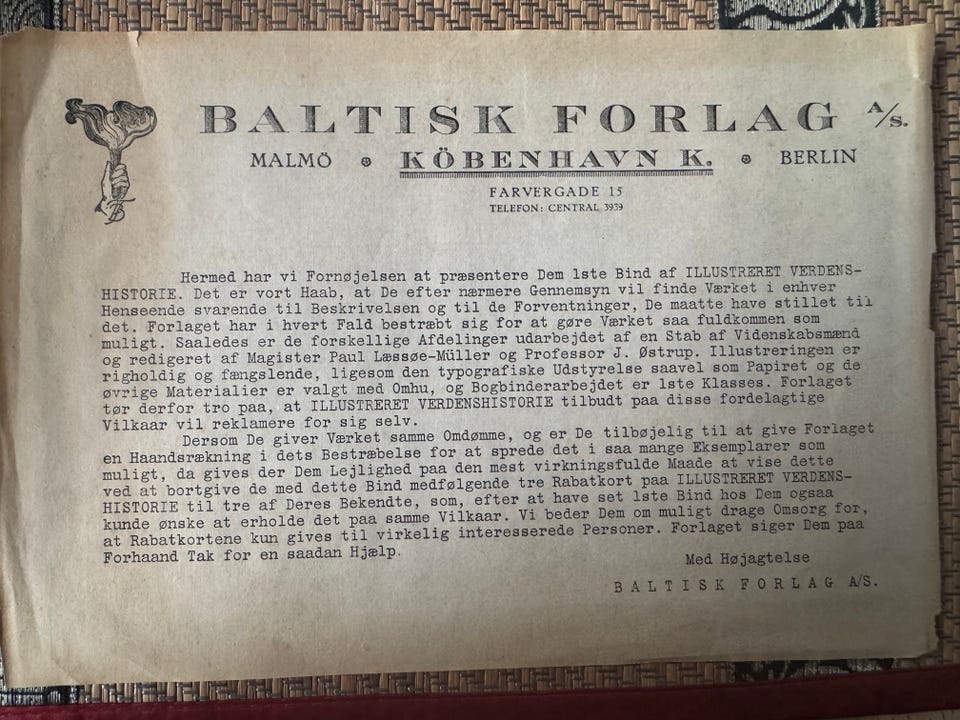 BALTISK FORLAG A/S.
MALMÖ KÖBENHAVN K. BERLIN
FARVERGADE 15
TELEFON: CENTRAL 3939
Hermed har vi Fornøjelsen at præsentere Dem 1ste Bind af ILLUSTRERET VERDENS-
HISTORIE. Det er vort Haab, at De efter nærmere Gennemsyn vil finde Værket i enhver
Henseende svarende til Beskrivelsen og til de Forventninger, De maatte have stillet til
det. Forlaget har i hvert Fald bestræbt sig for at gøre Værket saa fuldkommen som
muligt. Saaledes er de forskellige Afdelinger udarbejdet af en Stab af Videnskabsmænd
og redigeret af Magister Paul Læssøe-Müller og Professor J. Østrup. Illustreringen er
righoldig og fængslende, ligesom den typografiske Udstyrelse saavel som Papiret og de
øvrige Materialier er valgt med Omhu, og Bogbinderarbejdet er 1ste Klasses. Forlaget
tør derfor tro paa, at ILLUSTRERET VERDENSHISTORIE tilbudt paa disse fordelagtige
Vilkaar vil reklamere for sig selv.
Dersom De giver Værket samme Omdømme, og er De tilbøjelig til at give Forlaget
en Haandsrækning i dets Bestræbelse for at sprede det i saa mange Eksemplarer som
muligt, da gives der Dem Lejlighed paa den mest virkningsfulde Maade at vise dette
ved at bortgive de med dette Bind medfølgende tre Rabatkort paa ILLUSTRERET VERDENS-
HISTORIE til tre af Deres Bekendte, som, efter at have set 1ste Bind hos Dem ogsaa
kunde ønske at erholde det paa samme Vilkaar. Vi beder Dem om muligt drage Omsorg for,
at Rabatkortene kun gives til virkelig interesserede Personer. Forlaget siger Dem paa
Forhaand Tak for en saadan Hjælp.
Med Højagtelse
BALTISK FORLAG A/S.